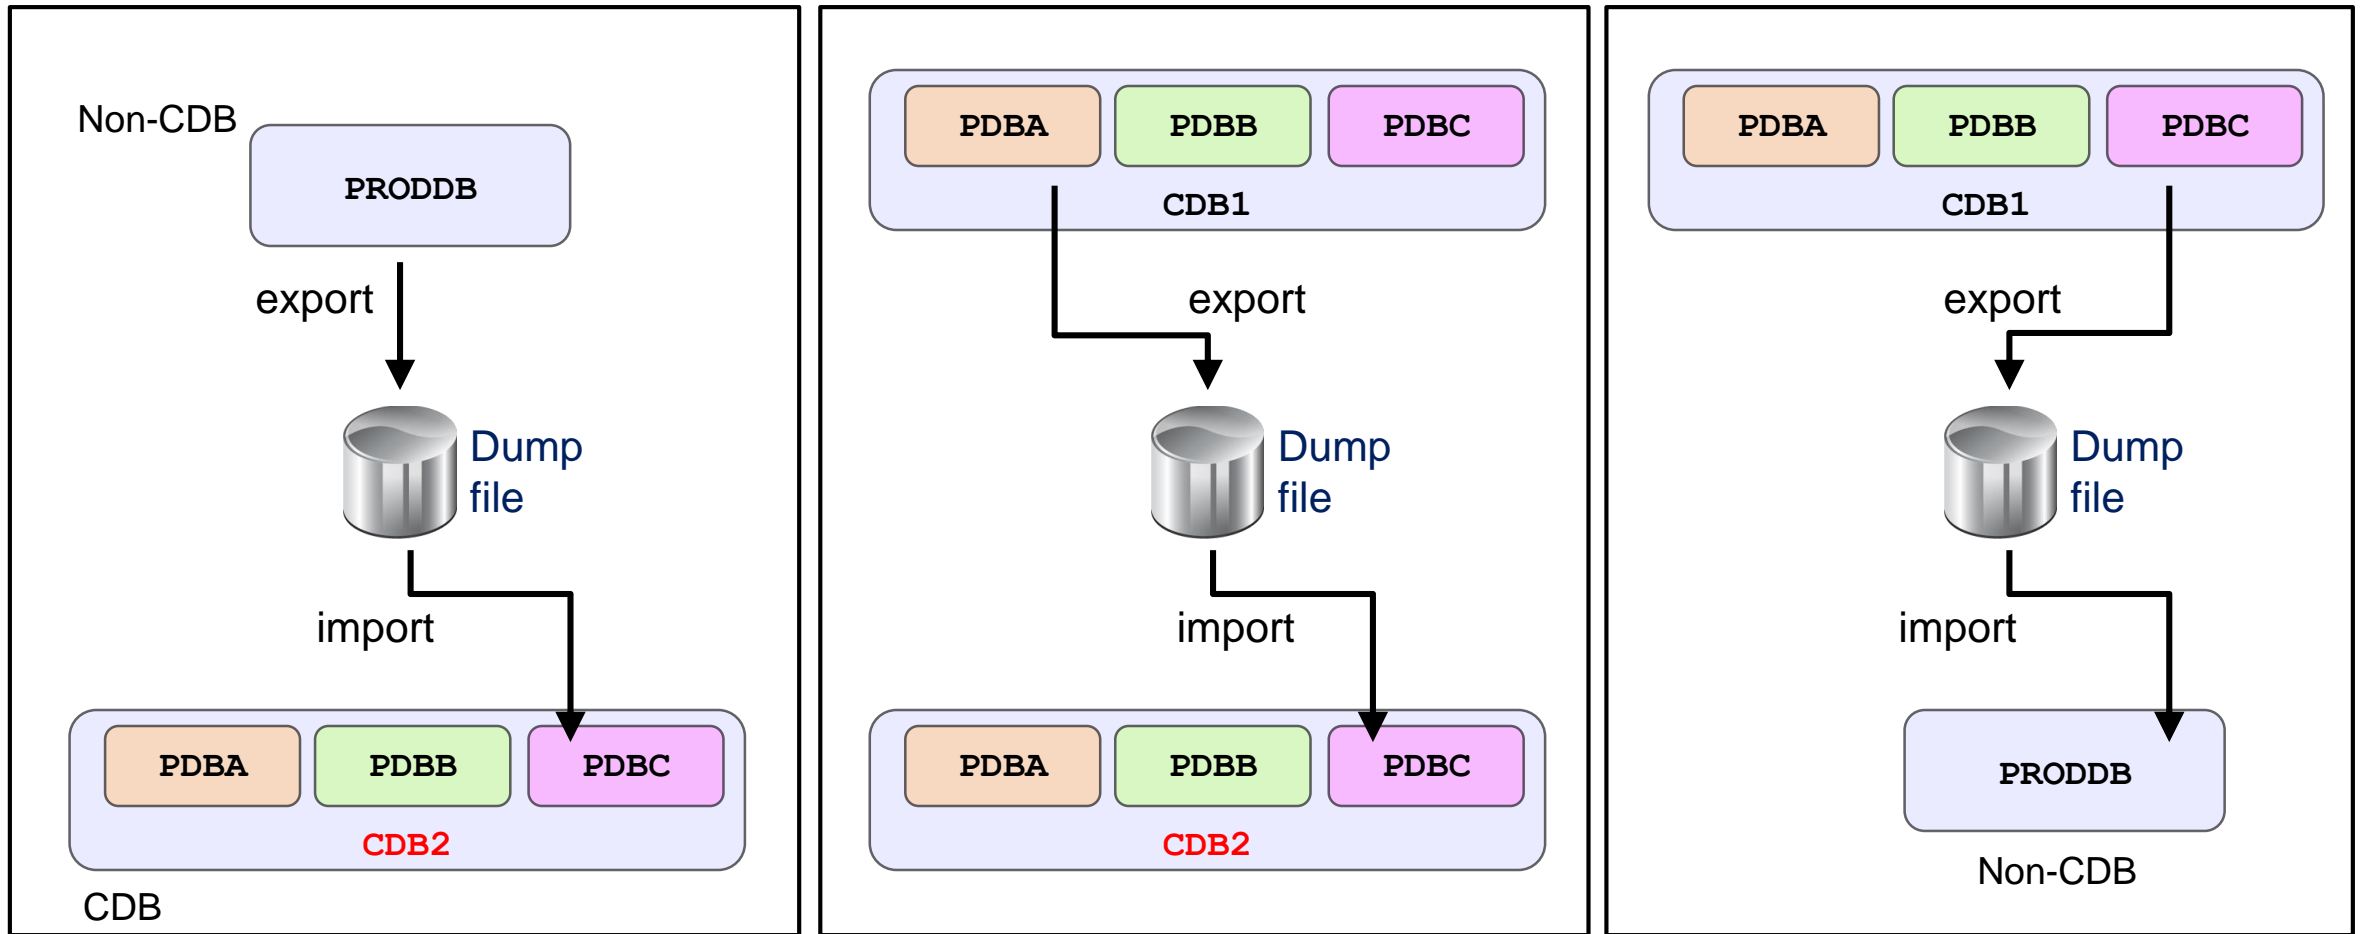 Non-CDB
PRODDB
export
Dump
file
import
PDBA PDBB PDBC
CDB2
CDB
PDBA PDBB PDBC
CDB1
export
Dump
file
import
PDBA PDBB PDBC
CDB2
PDBA PDBB PDBC
CDB1
export
Dump
file
import
PRODDB
Non-CDB